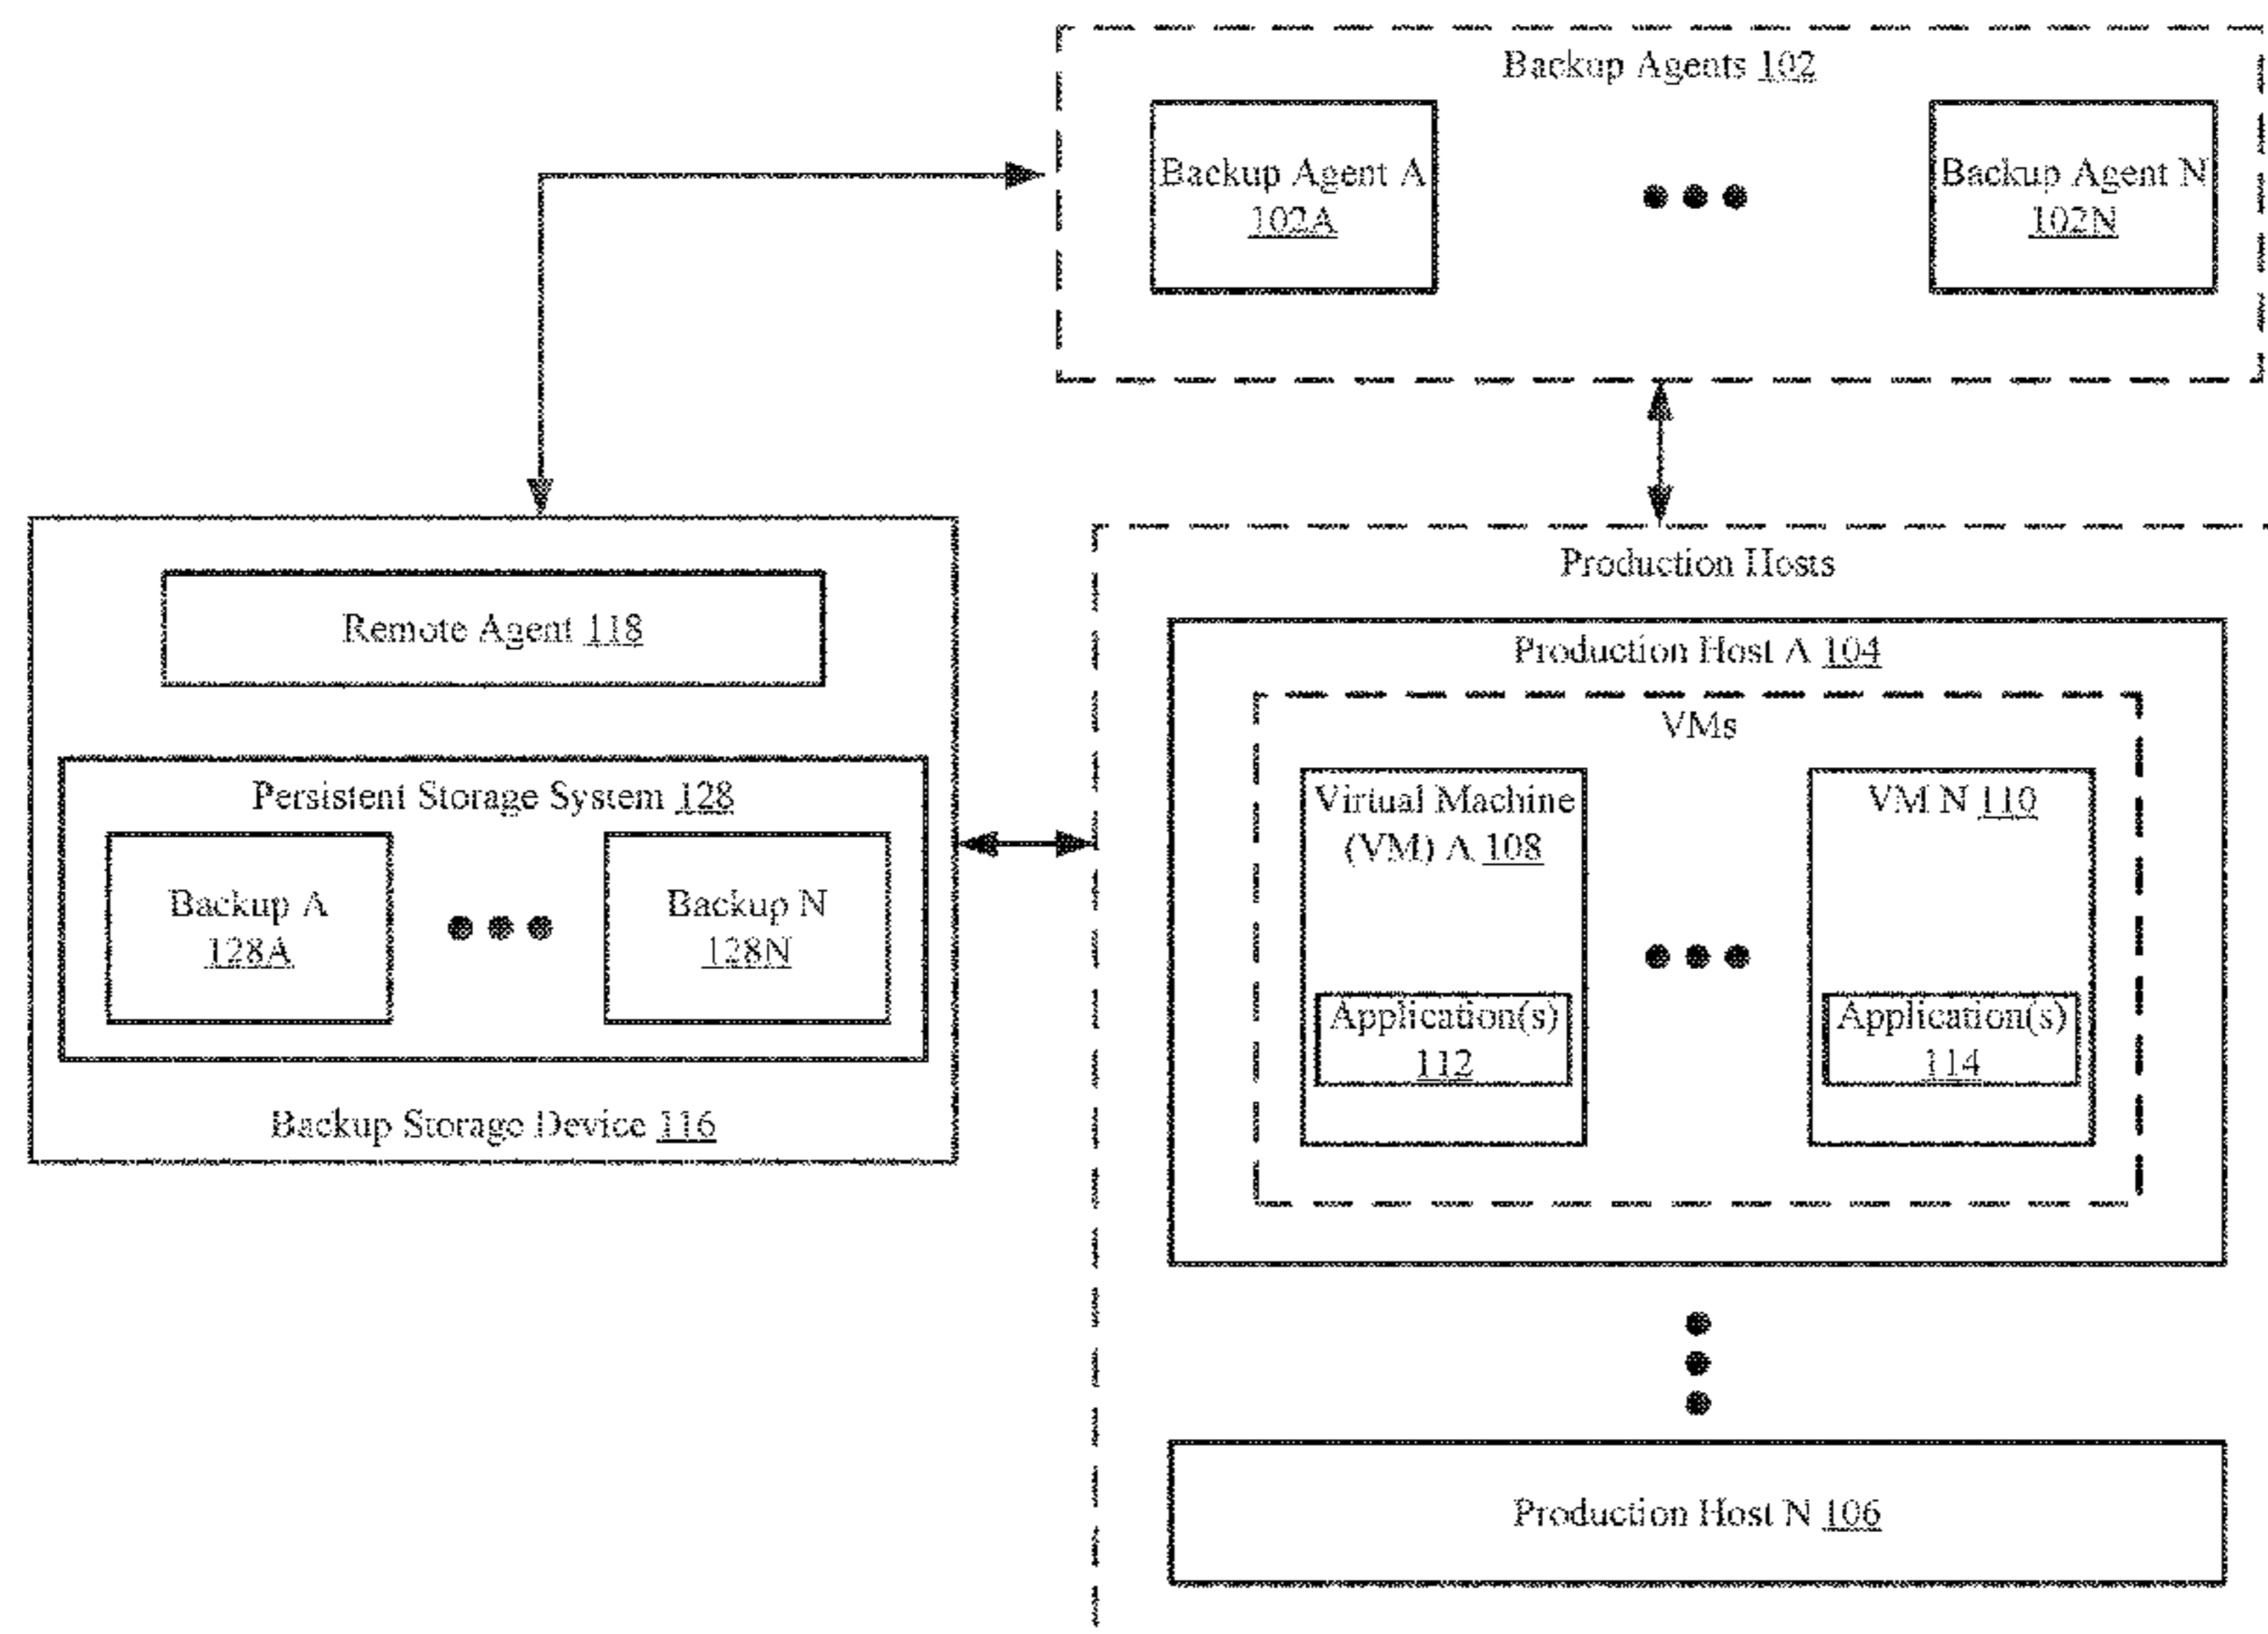 Backup Agents 102
Backup Agent A
102A
Backup Agent N
102N
Remote Agent 118
Persistent Storage System 128
Backup A
128A
Backup N
128N
Backup Storage Device 116
Production Hosts
Production Host A 104
VMs
Virtual Machine
(VM) A 108
Application(s)
112
VM N 110
Application(s)
114
Production Host N 106